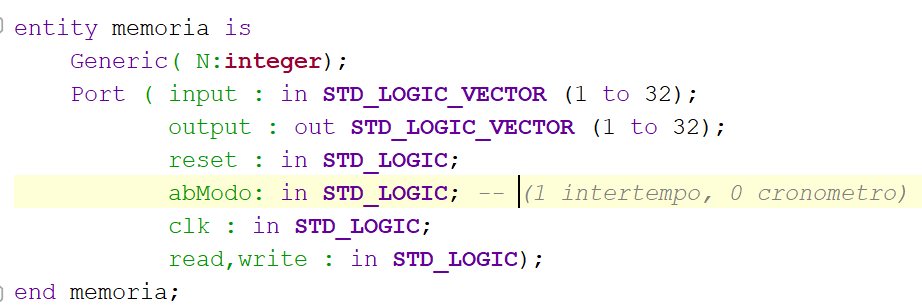 entity memoria is
Generic( N:integer);
Port ( input : in STD_LOGIC_VECTOR (1 to 32);
output : out STD_LOGIC_VECTOR (1 to 32);
reset : in STD_LOGIC;
abModo: in STD_LOGIC; -- (1 intertempo, 0 cronometro)
clk : in STD_LOGIC;
read,write : in STD_LOGIC);
end memoria;